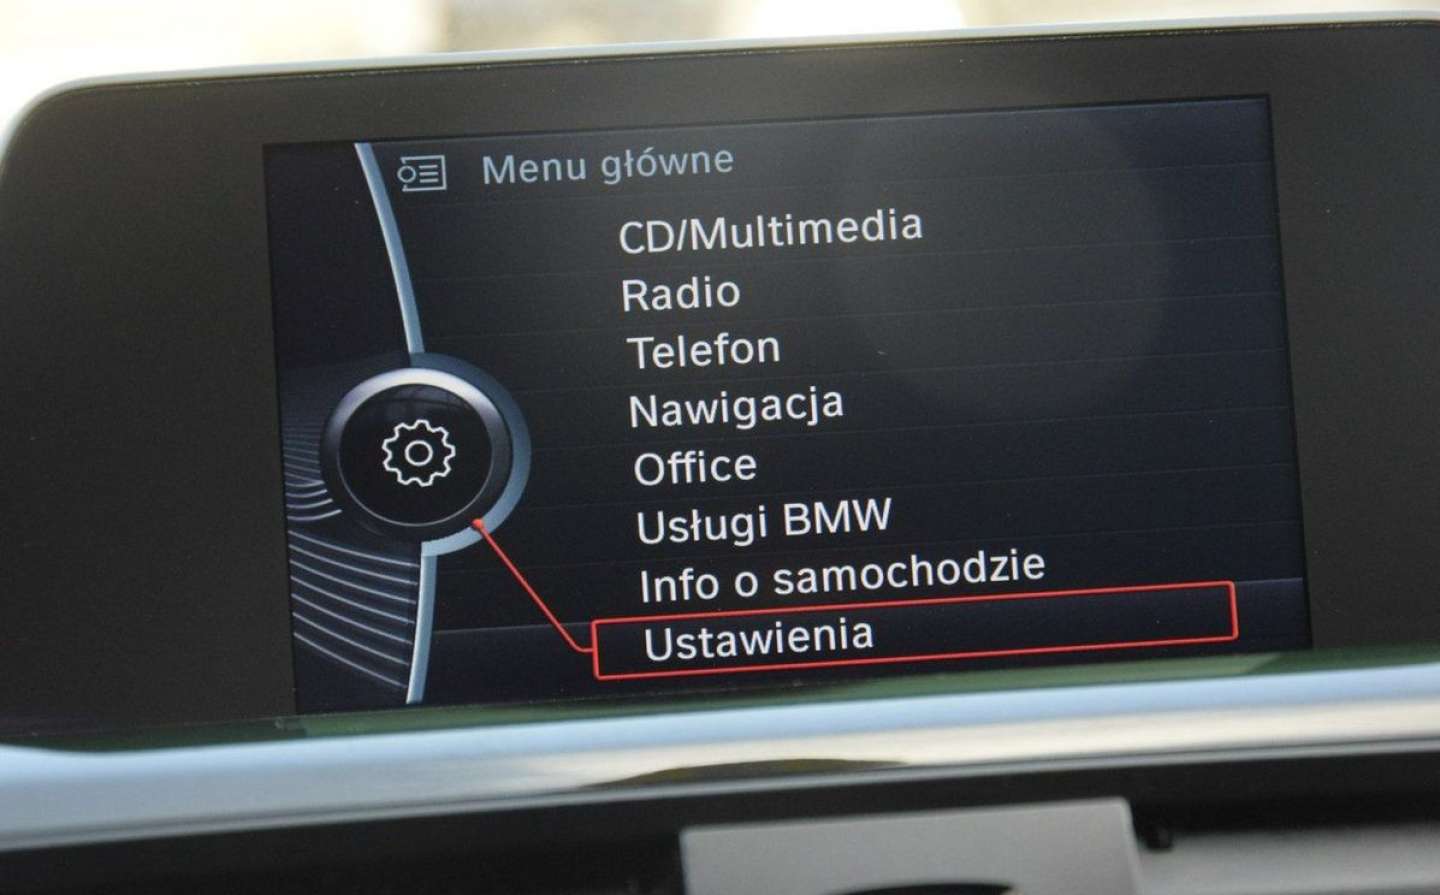 Menu główne
CD/Multimedia
Radio
Telefon
Nawigacja
Office
Usługi BMW
Info o samochodzie
Ustawienia